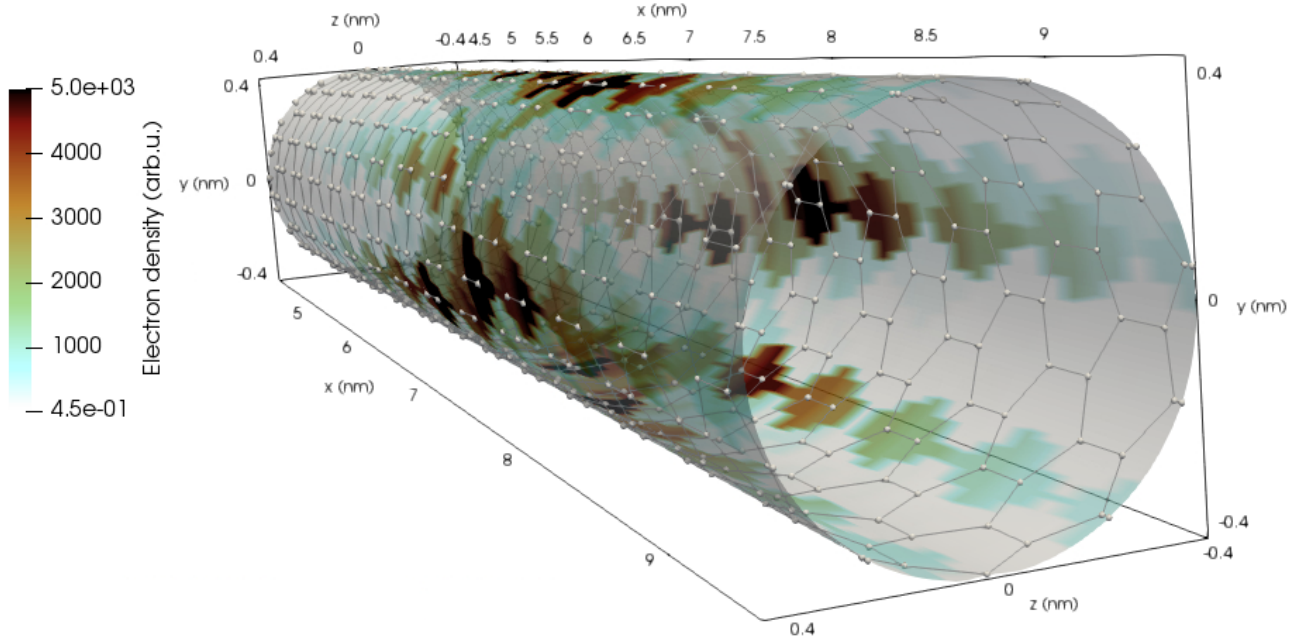 x (nm)
z (nm)
0.4 0 -0.4 4.5 5 5.5 6 6.5 7 7.5 8 8.5 9
0.4
0.4
5.0e+03
4000
3000
2000
1000
4.5e-01
Electron density (arb.u.)
y (nm) 0
-0.4
0 y (nm)
5
6
x (nm)
7
8
9
-0.4
-0.4
0
z (nm)
0.4